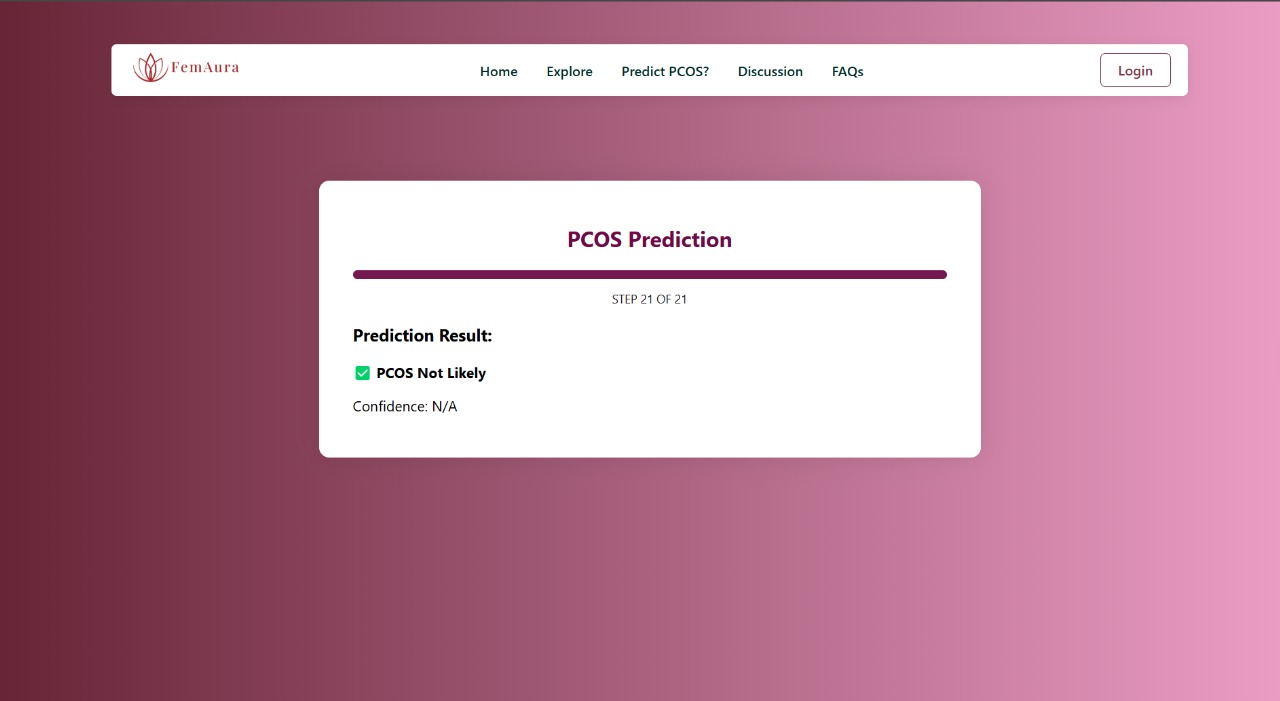 FemAura
Home Explore Predict PCOS? Discussion FAQs
Login
PCOS Prediction
STEP 21 OF 21
Prediction Result:
✅ PCOS Not Likely
Confidence: N/A